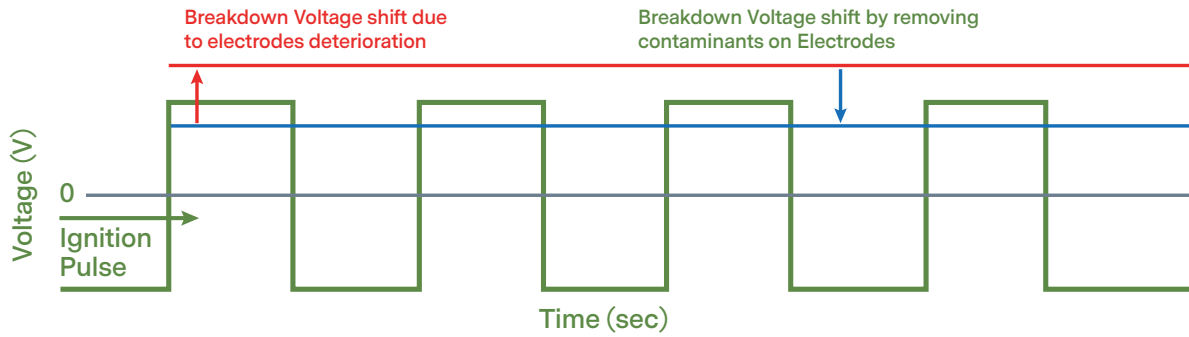 Breakdown Voltage shift due
to electrodes deterioration
Breakdown Voltage shift by removing
contaminants on Electrodes
Voltage (V)
0
Ignition
Pulse
Time (sec)